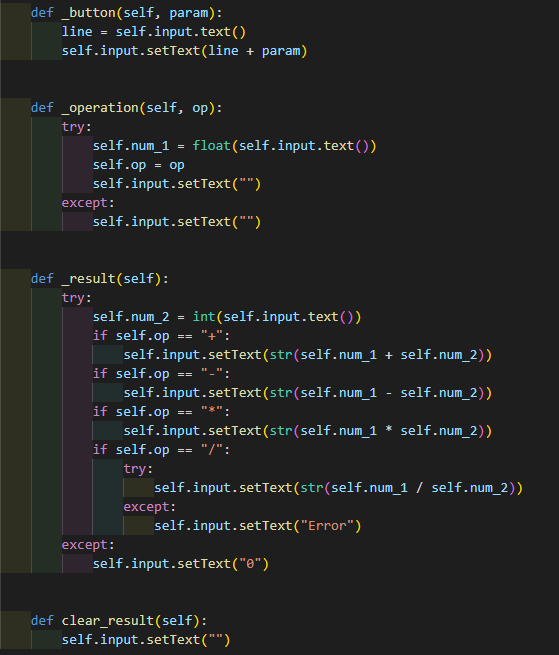 def _button(self, param):
line = self.input.text()
self.input.setText(line + param)
def _operation(self, op):
try:
self.num_1 = float(self.input.text())
self.op = op
self.input.setText("")
except:
self.input.setText("")
def _result(self):
try:
self.num_2 = int(self.input.text())
if self.op == "+":
self.input.setText(str(self.num_1 + self.num_2))
if self.op == "-":
self.input.setText(str(self.num_1 - self.num_2))
if self.op == "*":
self.input.setText(str(self.num_1 * self.num_2))
if self.op == "/":
try:
self.input.setText(str(self.num_1 / self.num_2))
except:
self.input.setText("Error")
except:
self.input.setText("0")
def clear_result(self):
self.input.setText("")